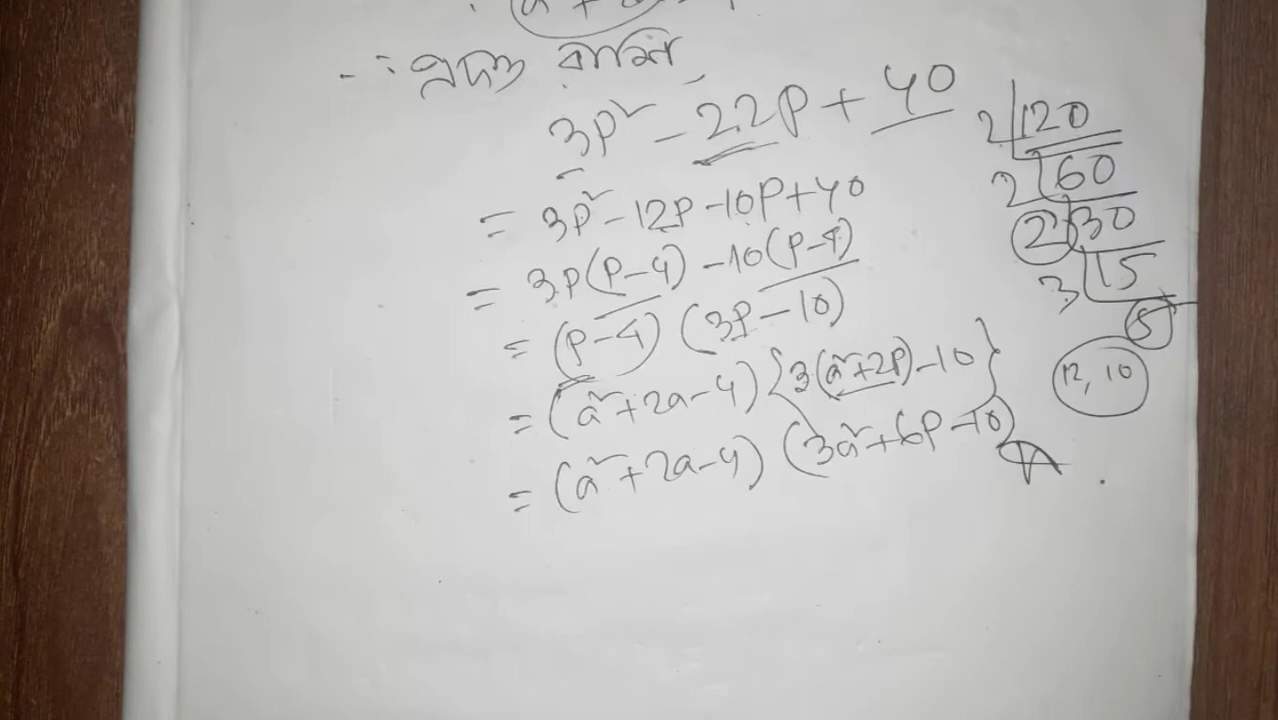 ∴ প্রদত্ত রাশি,
3p² - 22p + 40
= 3p² - 12p - 10p + 40
= 3p(p-4) - 10(p-4)
= (p-4) (3p-10)
= (a²+2a-4) {3(a²+2p)-10}
= (a²+2a-4) (3a²+6p-10)
2|120
2|60
2|30
3|15
5
12, 10